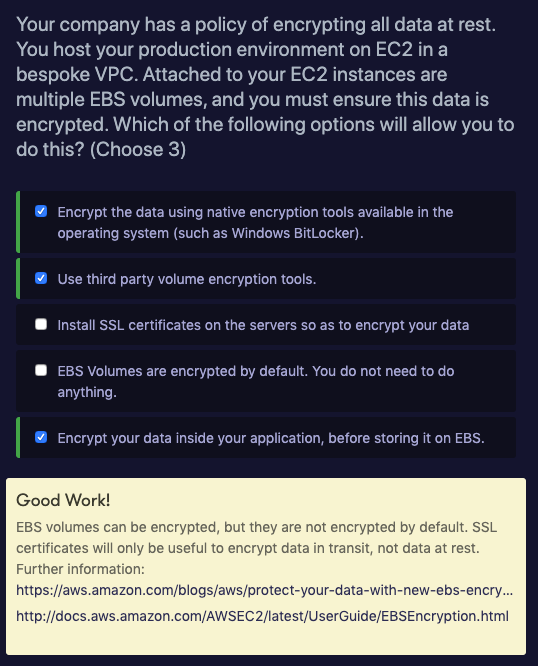 Your company has a policy of encrypting all data at rest.
You host your production environment on EC2 in a
bespoke VPC. Attached to your EC2 instances are
multiple EBS volumes, and you must ensure this data is
encrypted. Which of the following options will allow you to
do this? (Choose 3)
Encrypt the data using native encryption tools available in the
operating system (such as Windows BitLocker).
Use third party volume encryption tools.
Install SSL certificates on the servers so as to encrypt your data
EBS Volumes are encrypted by default. You do not need to do
anything.
Encrypt your data inside your application, before storing it on EBS.
Good Work!
EBS volumes can be encrypted, but they are not encrypted by default. SSL
certificates will only be useful to encrypt data in transit, not data at rest.
Further information:
https://aws.amazon.com/blogs/aws/protect-your-data-with-new-ebs-encry...
http://docs.aws.amazon.com/AWSEC2/latest/UserGuide/EBSEncryption.html